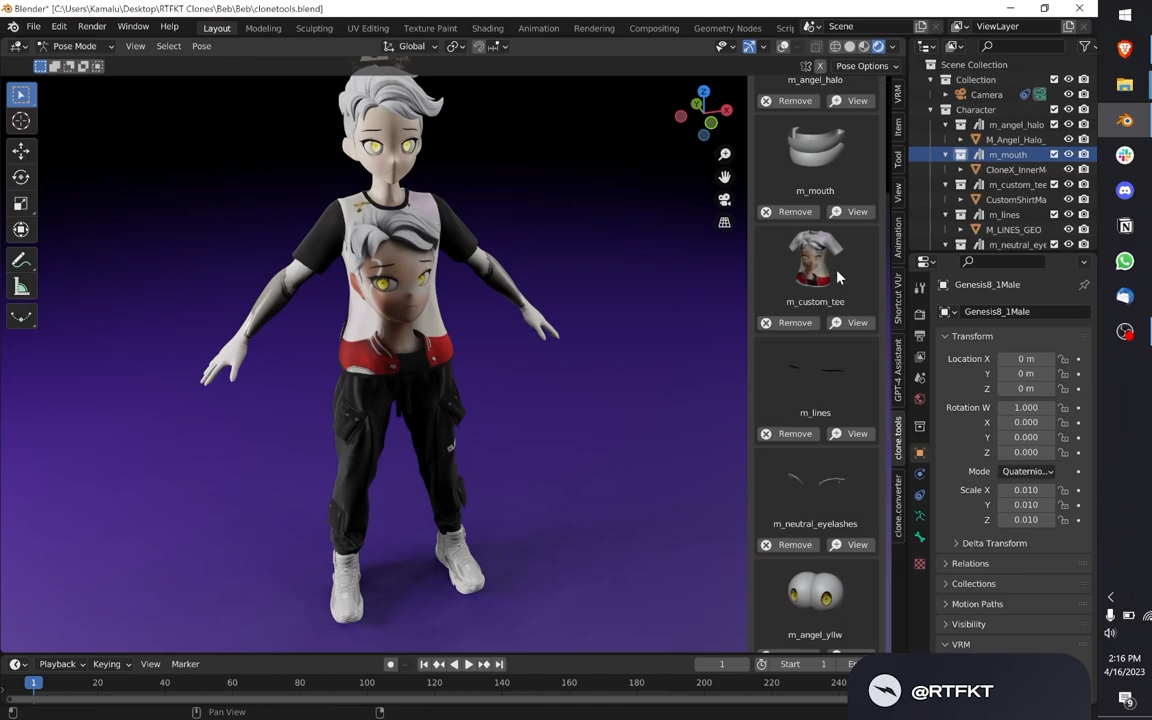 Blender* [C:\Users\Kamalu\Desktop\RTFKT Clones\Beb\Beb\clonetools.blend]
File Edit Render Window Help Layout Modeling Sculpting UV Editing Texture Paint Shading Animation Rendering Compositing Geometry Nodes Scrip Scene ViewLayer
Pose Mode View Select Pose Global
X Pose Options
Scene Collection
Collection
Camera
Character
m_angel_halo
M_Angel_Halo_
m_mouth
CloneX_InnerM
m_custom_tee
CustomShirtMa
m_lines
M_LINES_GEO
m_neutral_eye
Z
Y
X
m_angel_halo
Remove View
m_mouth
Remove View
m_custom_tee
Remove View
m_lines
Remove View
m_neutral_eyelashes
Remove View
m_angel_yllw
VRM
Item
Tool
View
Animation
Shortcut VUr
GPT-4 Assistant
clone.tools
clone.converter
Genesis8_1Male
Genesis8_1Male
Transform
Location X 0 m
Y 0 m
Z 0 m
Rotation W 1.000
X 0.000
Y 0.000
Z 0.000
Mode Quaternio...
Scale X 0.010
Y 0.010
Z 0.010
Delta Transform
Relations
Collections
Motion Paths
Visibility
VRM
Playback Keying View Marker 1 Start 1
1 20 40 60 80 100 120 140 160 180 200 220 240
Pan View
@RTFKT
2:16 PM
4/16/2023
9